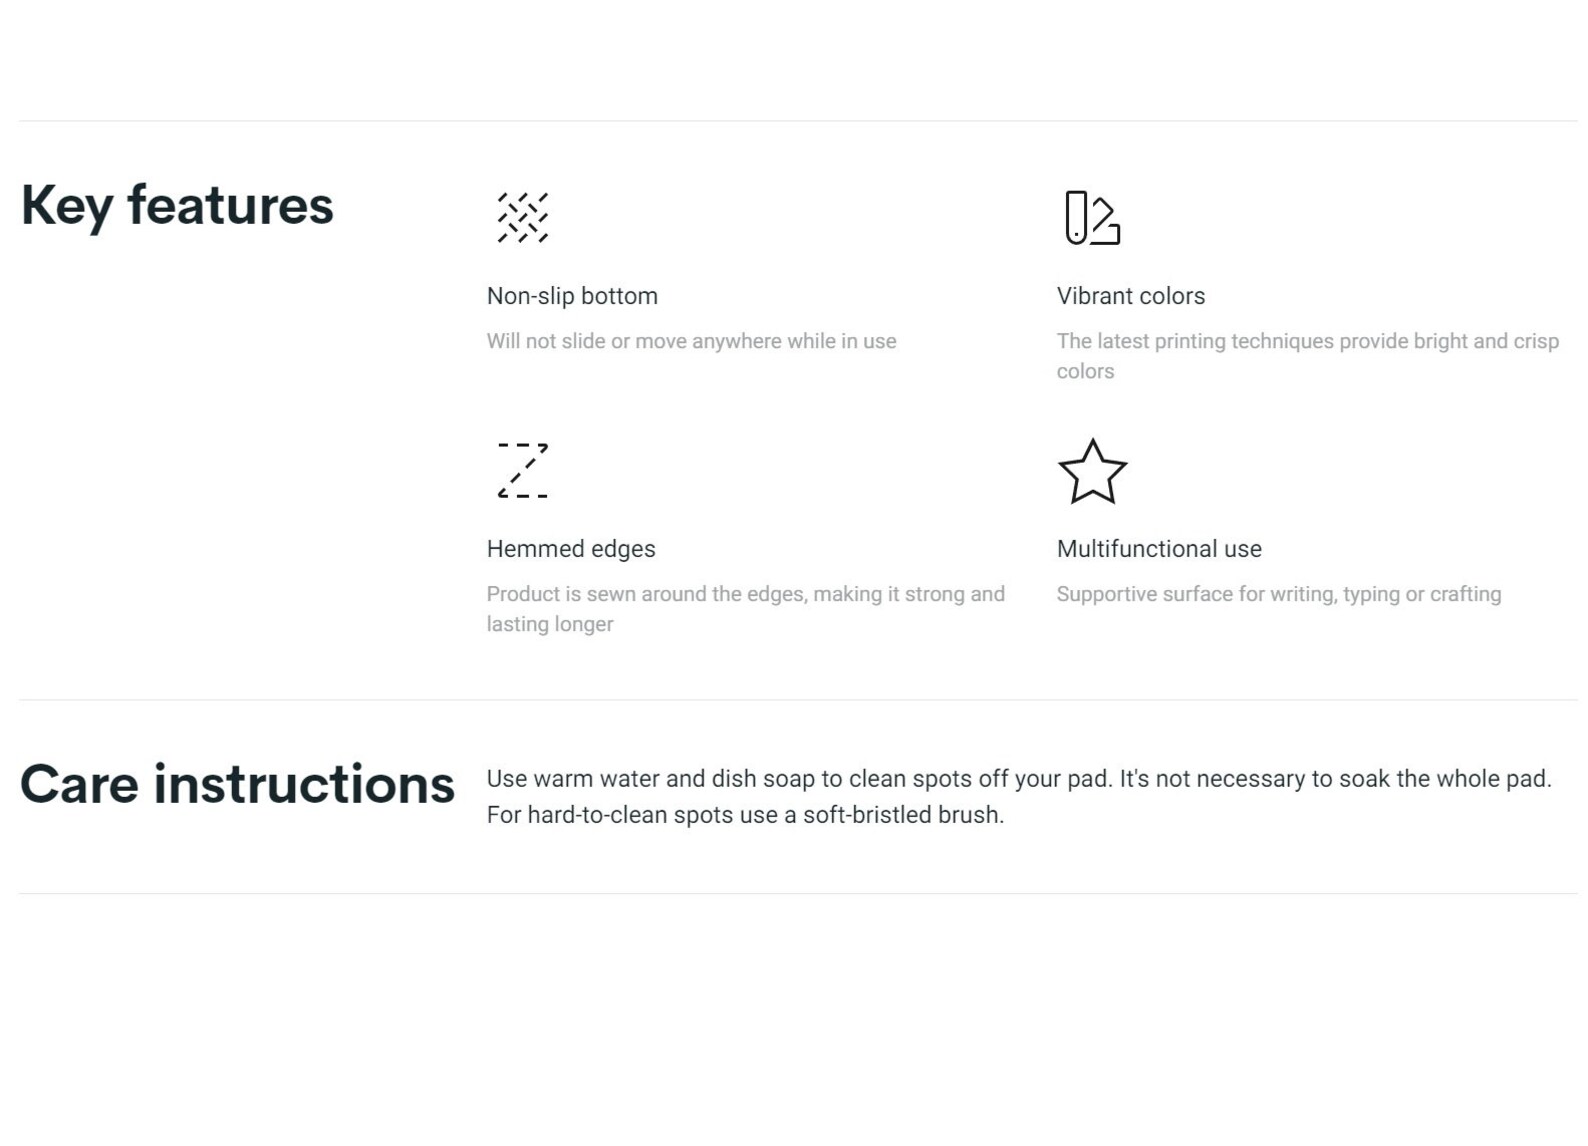 Key features
Non-slip bottom
Will not slide or move anywhere while in use
Vibrant colors
The latest printing techniques provide bright and crisp
colors
Hemmed edges
Product is sewn around the edges, making it strong and
lasting longer
Multifunctional use
Supportive surface for writing, typing or crafting
Care instructions
Use warm water and dish soap to clean spots off your pad. It's not necessary to soak the whole pad.
For hard-to-clean spots use a soft-bristled brush.